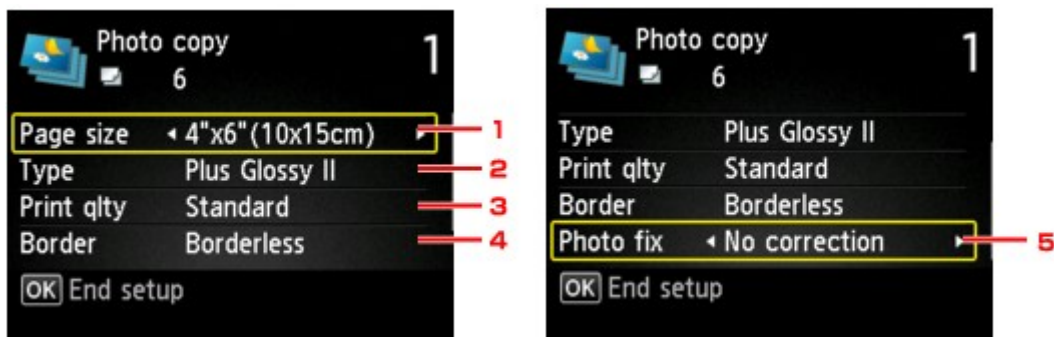 Photo copy
6
1
Page size 4"x6"(10x15cm)
1
Type Plus Glossy II
2
Print qlty Standard
3
Border Borderless
4
OK End setup
Photo copy
6
1
Type Plus Glossy II
Print qlty Standard
Border Borderless
Photo fix No correction
5
OK End setup